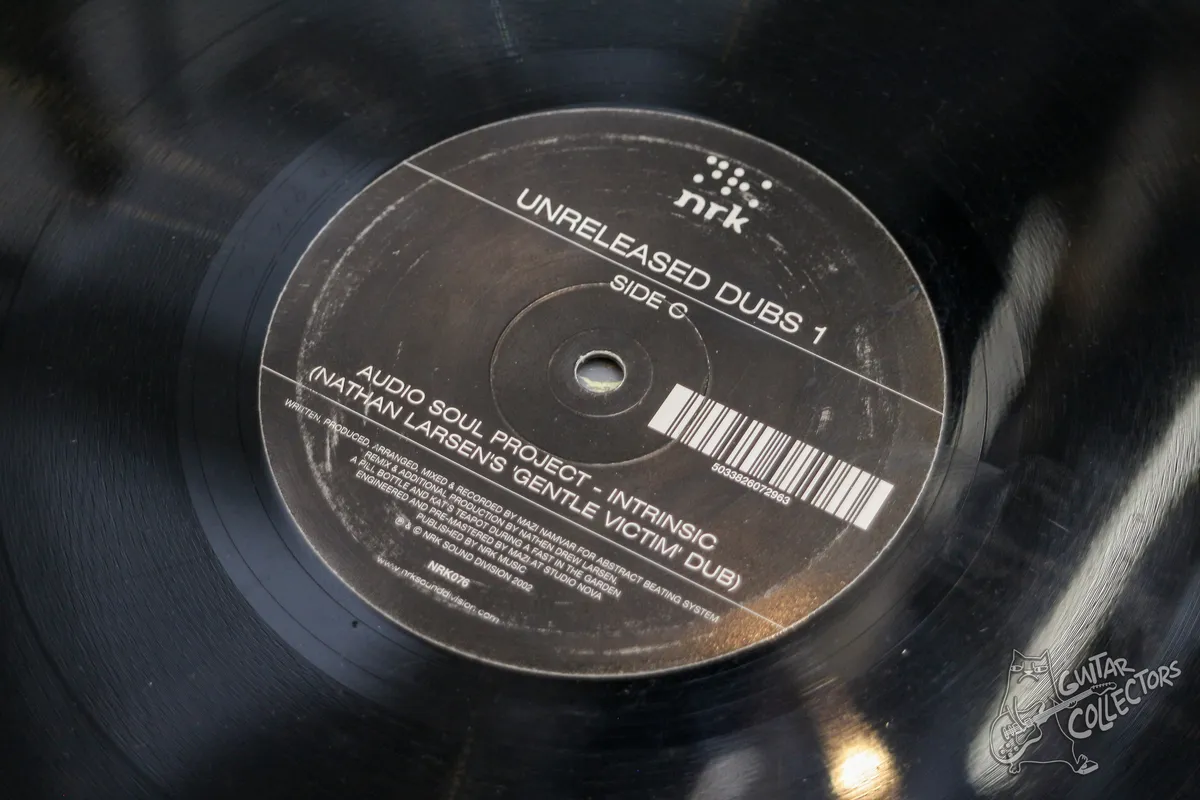 nrk
UNRELEASED DUBS 1
SIDE C
5033826072963
AUDIO SOUL PROJECT - INTRINSIC
(NATHAN LARSEN'S 'GENTLE VICTIM' DUB)
WRITTEN, PRODUCED, ARRANGED, MIXED & RECORDED BY MAZI NAMVAR FOR ABSTRACT BEATING SYSTEM
REMIX & ADDITIONAL PRODUCTION BY NATHEN DREW LARSEN,
A PILL BOTTLE AND KAT'S TEAPOT DURING A FAST IN THE GARDEN
ENGINEERED AND PRE-MASTERED BY MAZI AT STUDIO NOVA
PUBLISHED BY NRK MUSIC
℗ & © NRK SOUND DIVISION 2002
NRK076
www.nrksounddivision.com
GUITAR
COLLECTORS